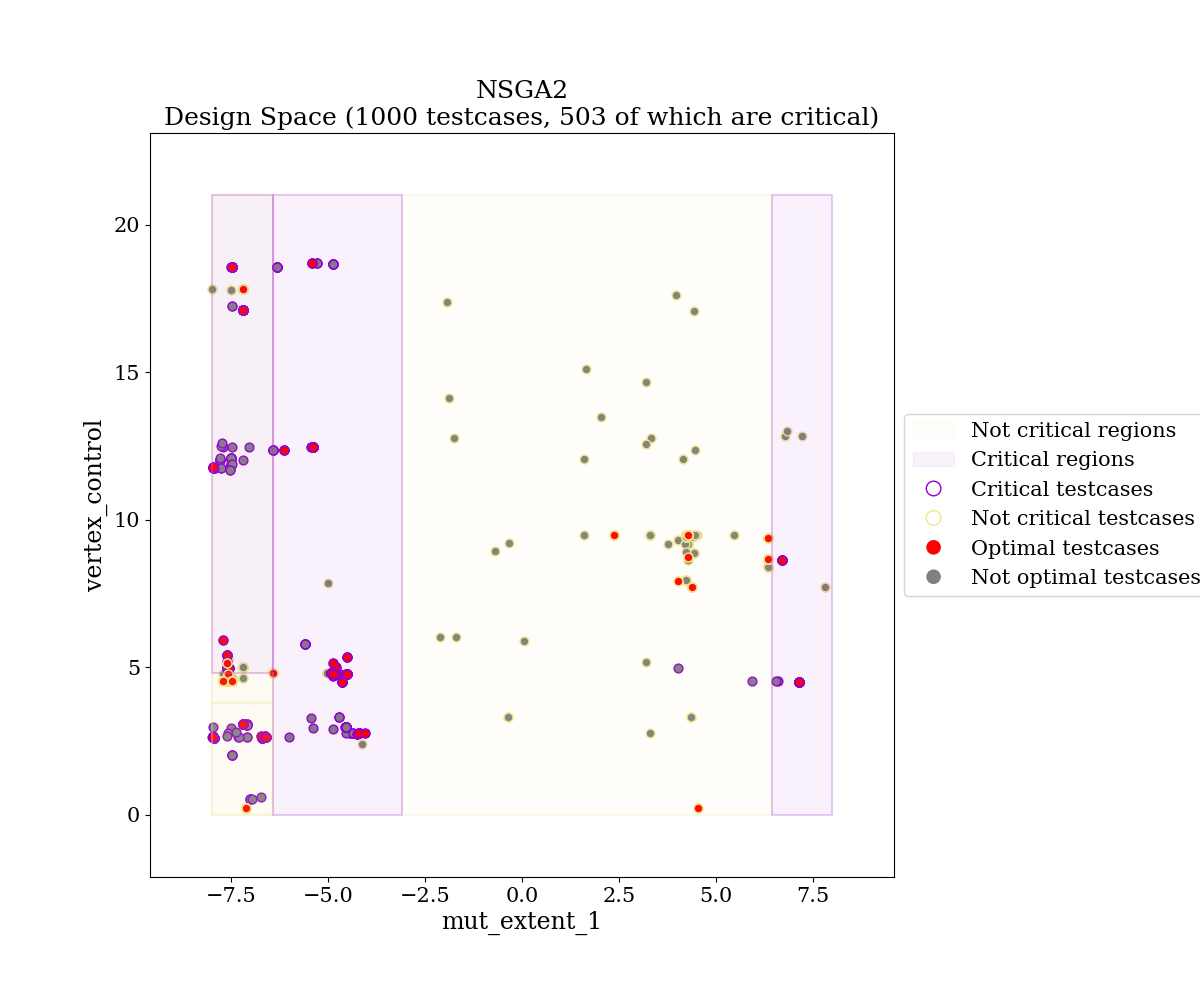 NSGA2
Design Space (1000 testcases, 503 of which are critical)
vertex_control
20
15
10
5
0
−7.5
−5.0
−2.5
0.0
2.5
5.0
7.5
mut_extent_1
Not critical regions
Critical regions
Critical testcases
Not critical testcases
Optimal testcases
Not optimal testcases